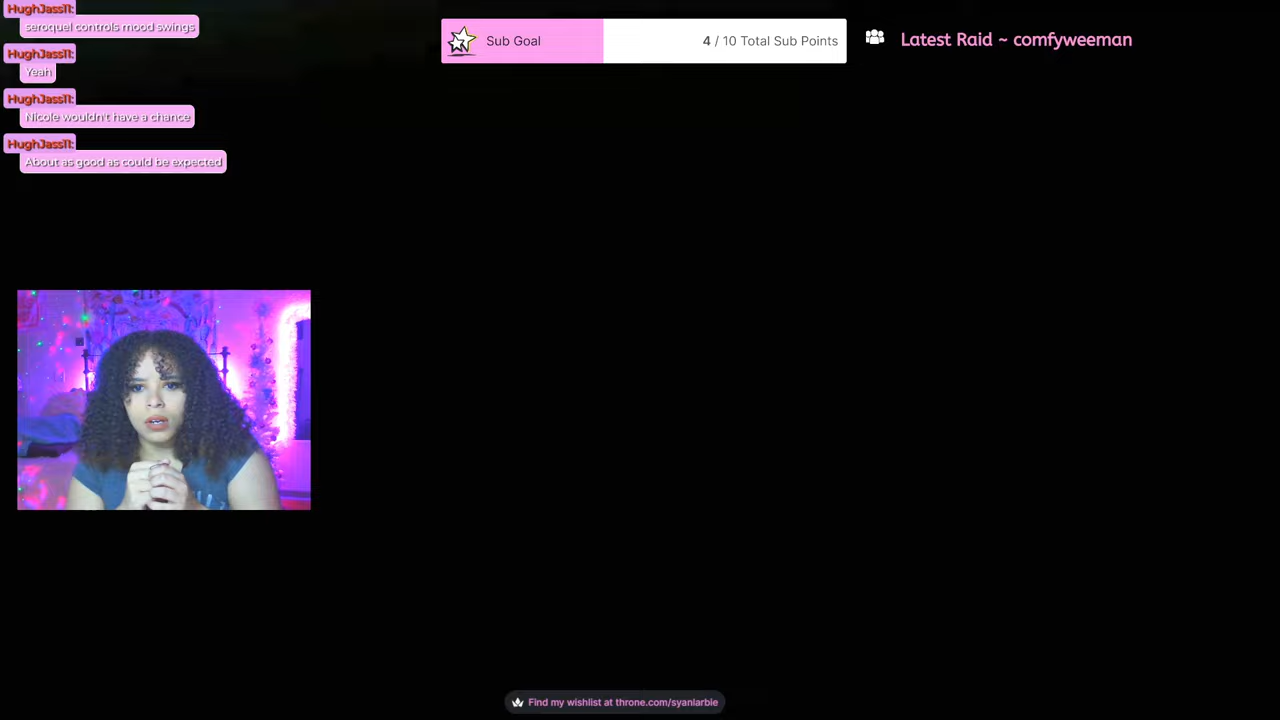 HughJass11:
seroquel controls mood swings
HughJass11:
Yeah
HughJass11:
Nicole wouldn't have a chance
HughJass11:
About as good as could be expected
Sub Goal
4 / 10 Total Sub Points
Latest Raid ~ comfyweeman
Find my wishlist at throne.com/syanlarbie